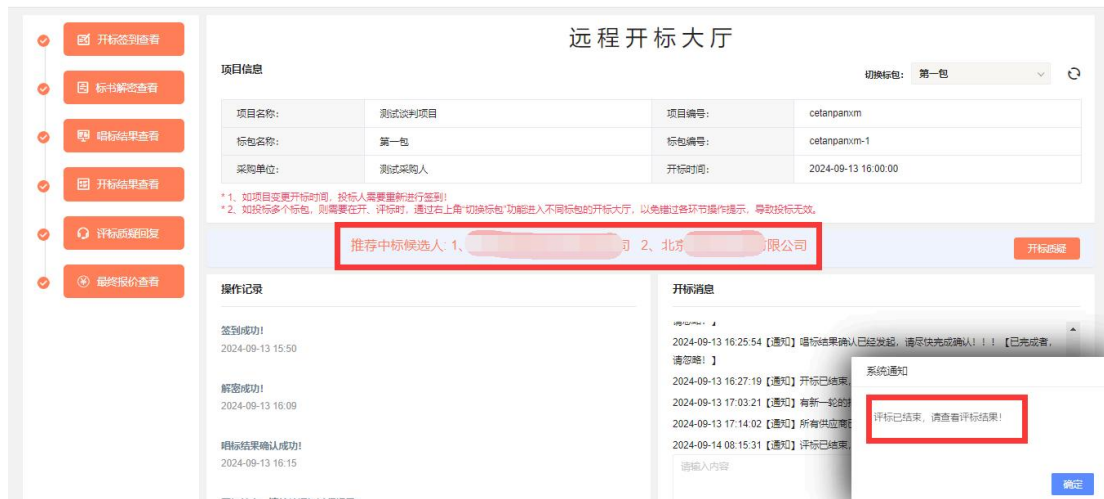 远程开标大厅
开标签到查看
标书解密查看
唱标结果查看
开标结果查看
评标质疑回复
最终报价查看
项目信息
切换标包： 第一包
项目名称： 测试谈判项目 项目编号： cetanpanxm
标包名称： 第一包 标包编号： cetanpanxm-1
采购单位： 测试采购人 开标时间： 2024-09-13 16:00:00
* 1、如项目变更开标时间，投标人需要重新进行签到！
* 2、如投标多个标包，则需要在开、评标时，通过右上角“切换标包”功能进入不同标包的开标大厅，以免错过各环节操作提示，导致投标无效。
推荐中标候选人: 1、 司 2、北京 有限公司
开标质疑
操作记录
签到成功!
2024-09-13 15:50
解密成功!
2024-09-13 16:09
唱标结果确认成功!
2024-09-13 16:15
开标消息
请忽略！】
2024-09-13 16:25:54【通知】唱标结果确认已经发起，请尽快完成确认！！！【已完成者，
请忽略！】
2024-09-13 16:27:19【通知】开标已结束，
2024-09-13 17:03:21【通知】有新一轮的
2024-09-13 17:14:02【通知】所有供应商
2024-09-14 08:15:31【通知】评标已结束，
请输入内容
系统通知
评标已结束，请查看评标结果!
确定